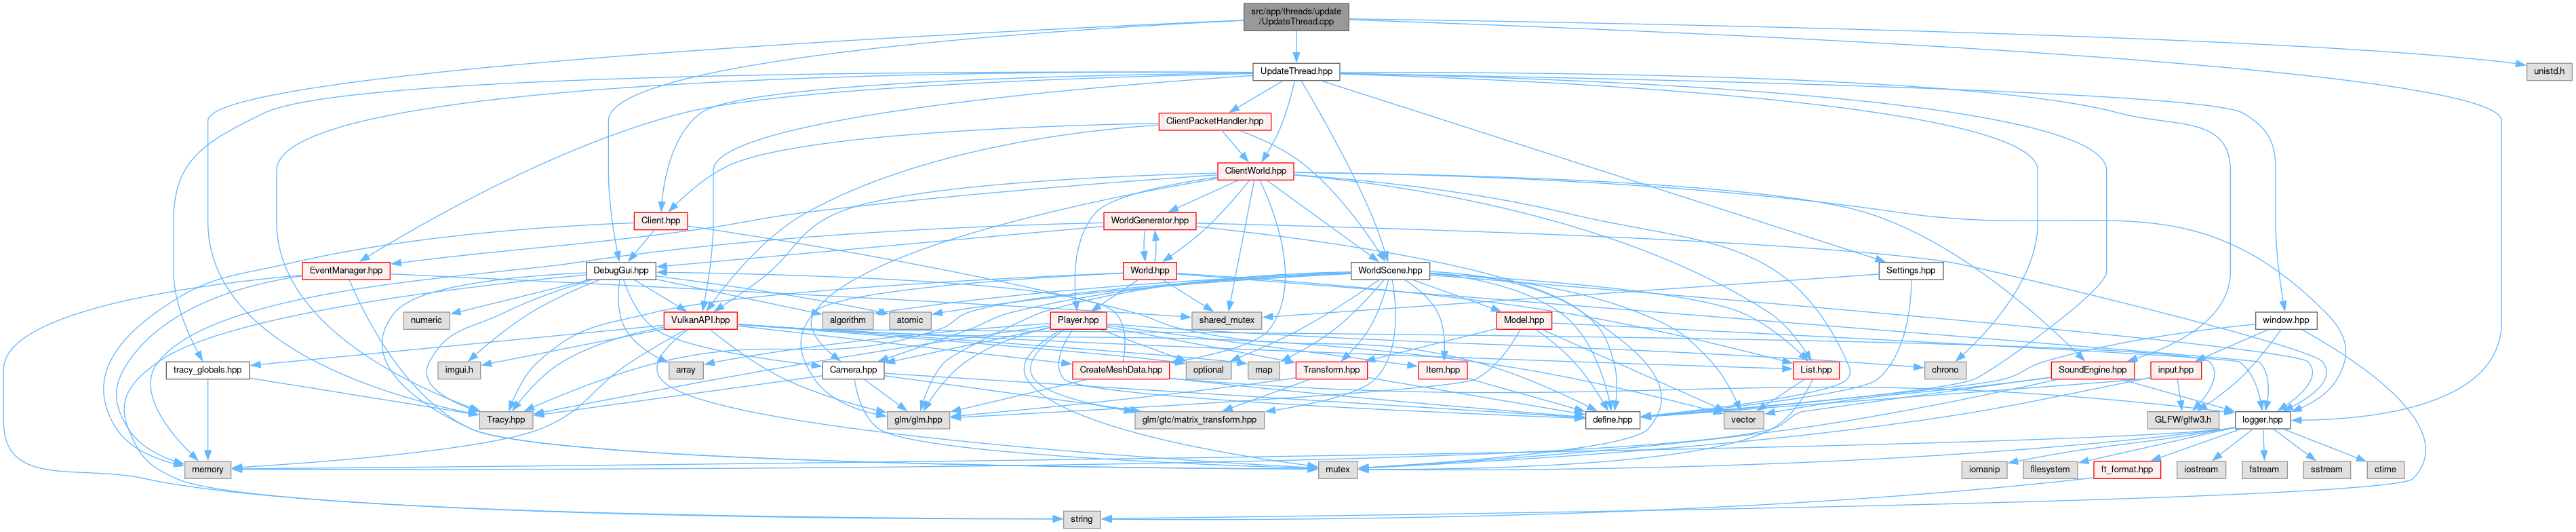 src/app/threads/update
/UpdateThread.cpp
UpdateThread.hpp
unistd.h
ClientPacketHandler.hpp
ClientWorld.hpp
Client.hpp
WorldGenerator.hpp
EventManager.hpp
DebugGui.hpp
World.hpp
WorldScene.hpp
Settings.hpp
numeric
VulkanAPI.hpp
algorithm
atomic
Player.hpp
shared_mutex
Model.hpp
window.hpp
tracy_globals.hpp
imgui.h
array
Camera.hpp
CreateMeshData.hpp
optional
map
Transform.hpp
Item.hpp
List.hpp
chrono
SoundEngine.hpp
input.hpp
Tracy.hpp
glm/glm.hpp
glm/gtc/matrix_transform.hpp
define.hpp
vector
GLFW/glfw3.h
logger.hpp
memory
mutex
iomanip
filesystem
ft_format.hpp
iostream
fstream
sstream
ctime
string